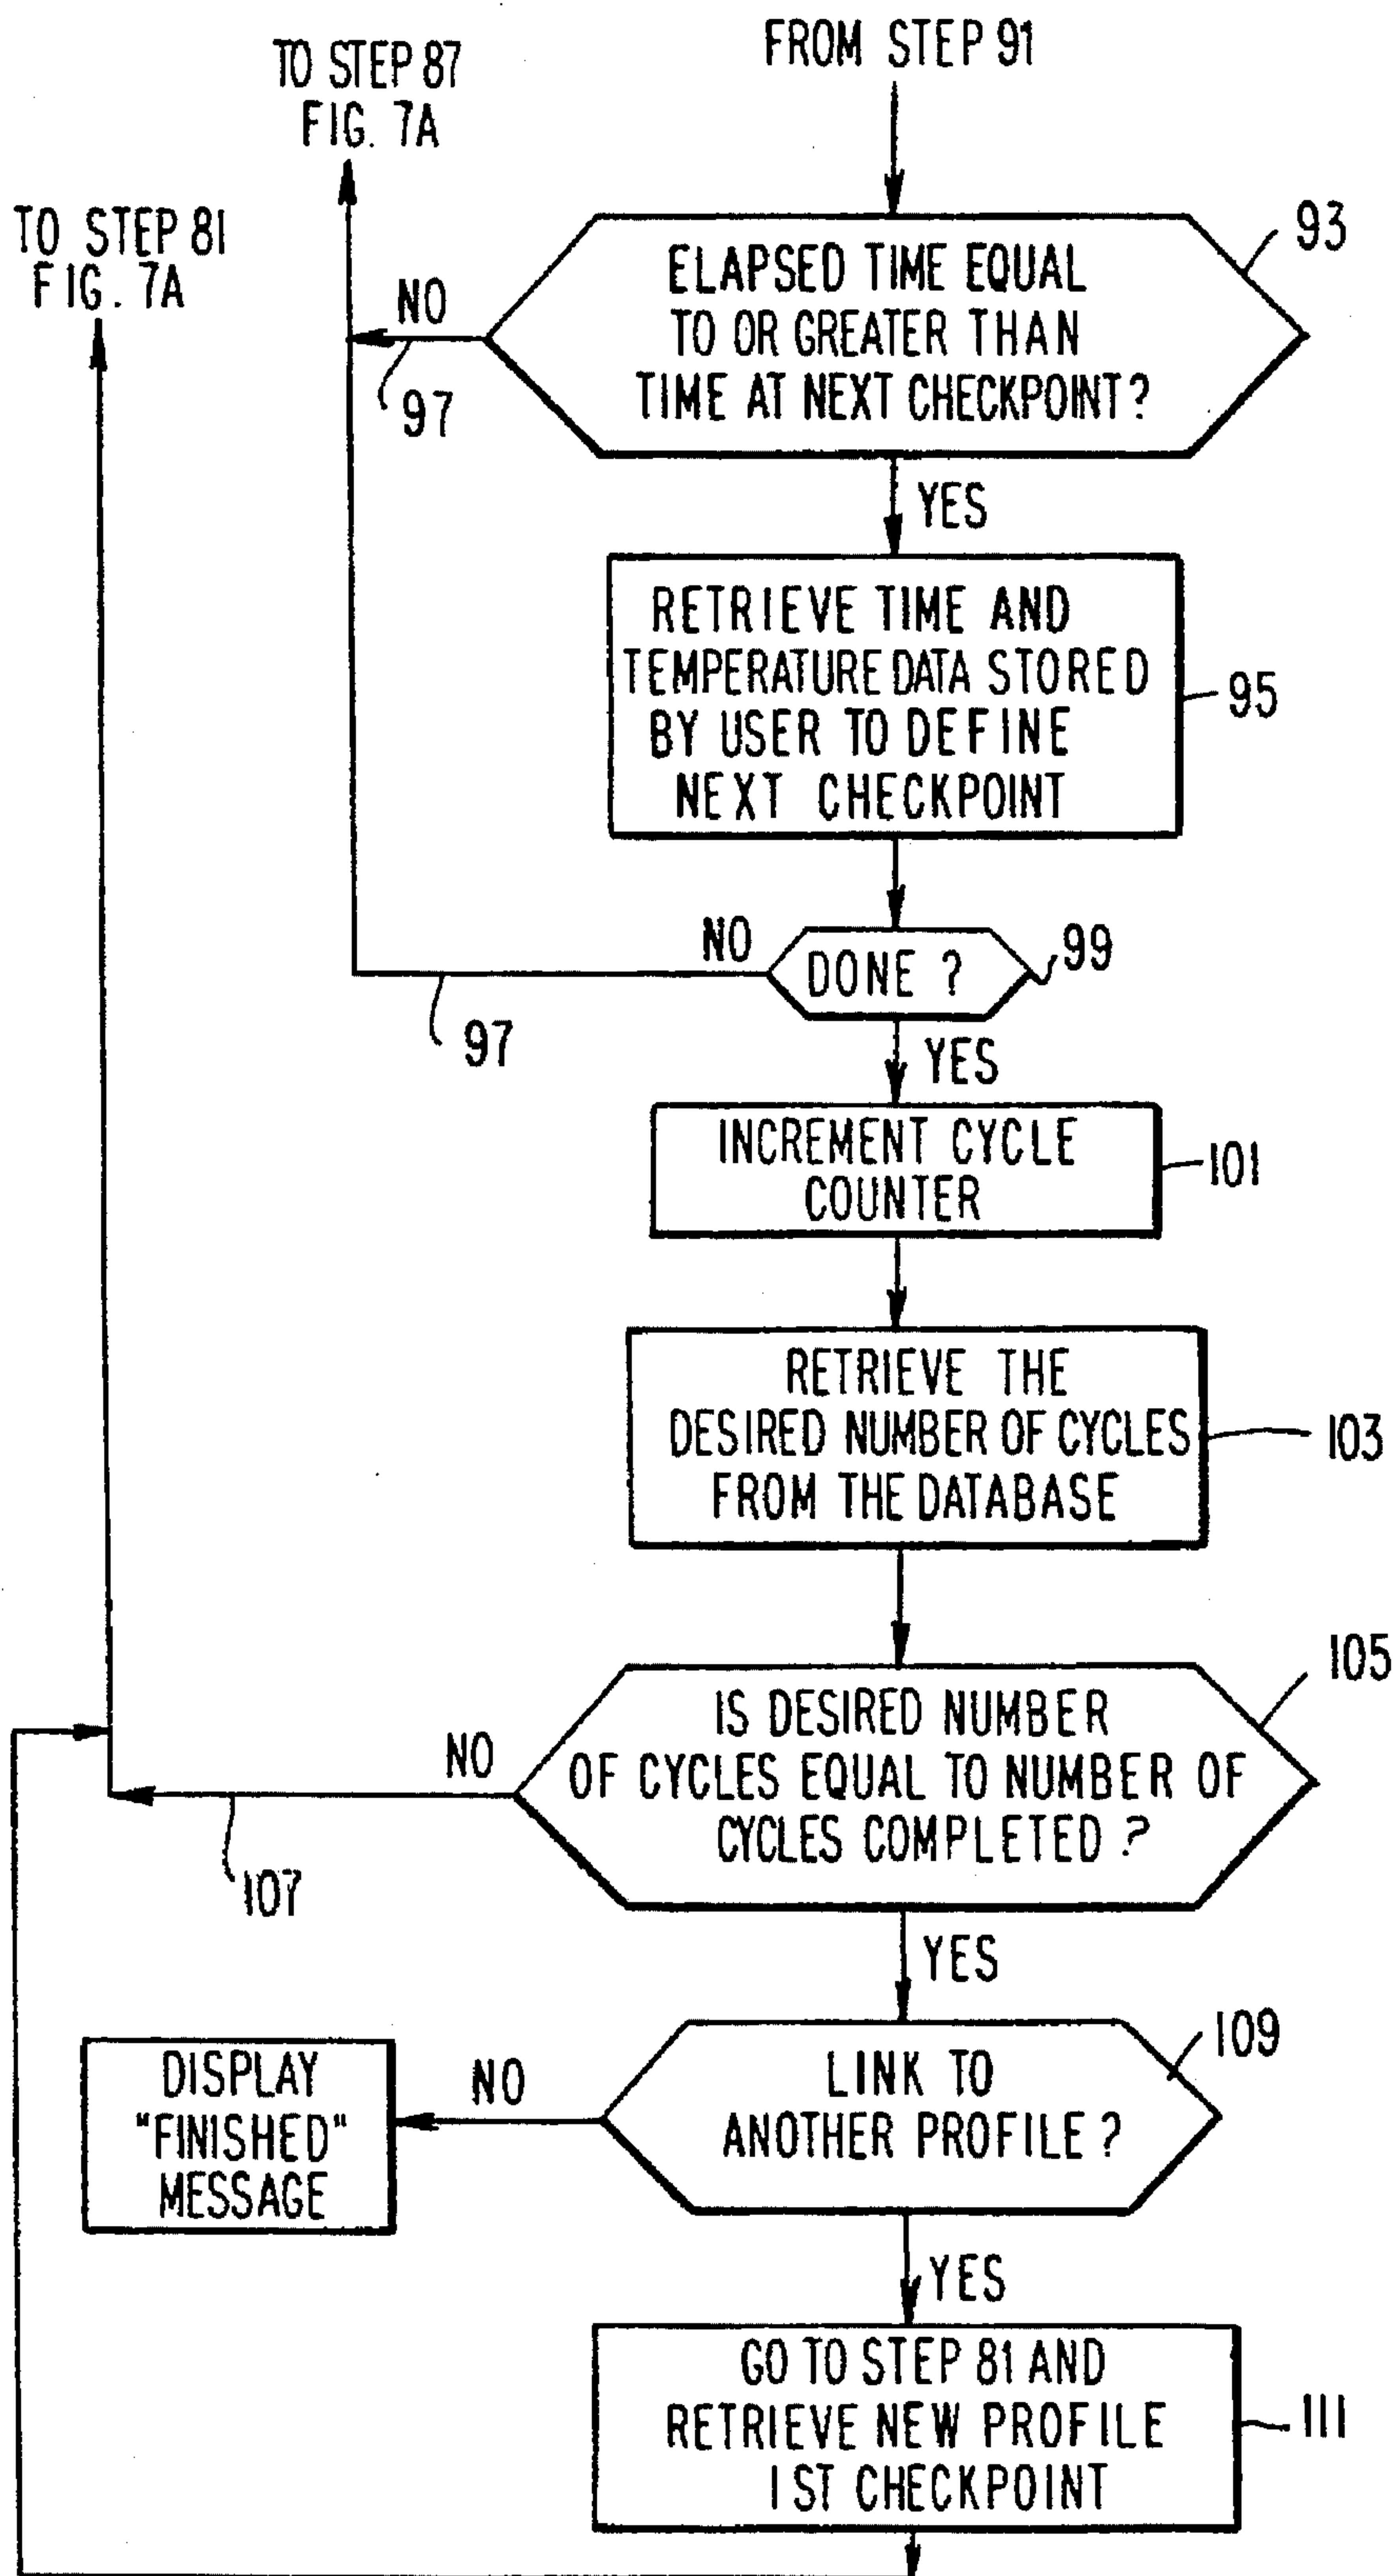 FROM STEP 91
TO STEP 87
FIG. 7A
TO STEP 81
FIG. 7A
93
ELAPSED TIME EQUAL
TO OR GREATER THAN
TIME AT NEXT CHECKPOINT?
NO
97
YES
RETRIEVE TIME AND
TEMPERATURE DATA STORED
BY USER TO DEFINE
NEXT CHECKPOINT
95
NO
DONE ?
99
97
YES
INCREMENT CYCLE
COUNTER
101
RETRIEVE THE
DESIRED NUMBER OF CYCLES
FROM THE DATABASE
103
105
IS DESIRED NUMBER
OF CYCLES EQUAL TO NUMBER OF
CYCLES COMPLETED ?
NO
107
YES
109
LINK TO
ANOTHER PROFILE ?
NO
DISPLAY
"FINISHED"
MESSAGE
YES
GO TO STEP 81 AND
RETRIEVE NEW PROFILE
1 ST CHECKPOINT
111